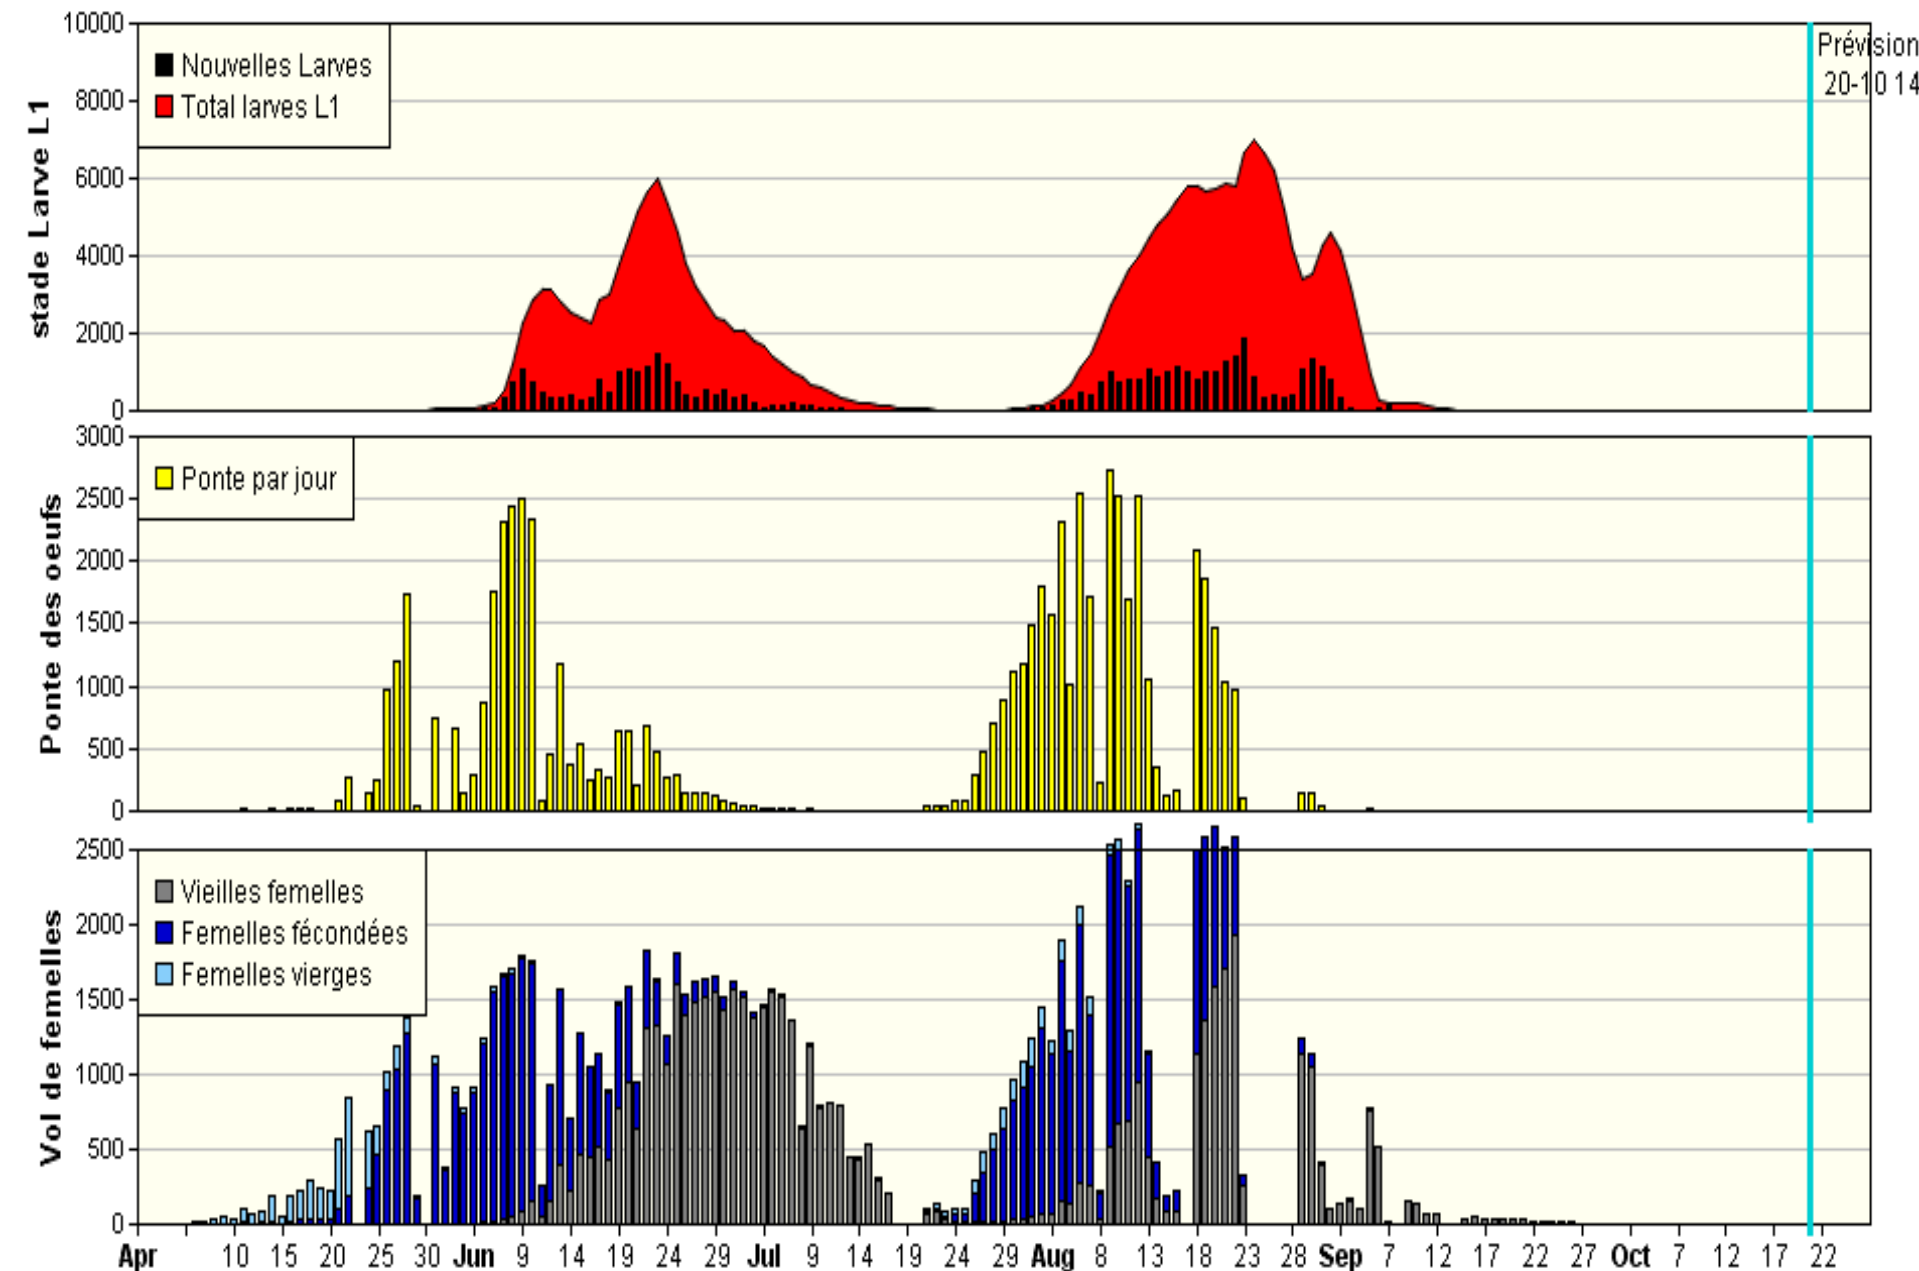 10000
8000
6000
4000
2000
0
stade Larve L1
Nouvelles Larves
Total larves L1
Prévision
20-10 14
3000
2500
2000
1500
1000
500
0
Ponte des oeufs
Ponte par jour
2500
2000
1500
1000
500
0
Vol de femelles
Vieilles femelles
Femelles fécondées
Femelles vierges
Apr 10 15 20 25 30 Jun 9 14 19 24 29 Jul 9 14 19 24 29 Aug 8 13 18 23 28 Sep 7 12 17 22 27 Oct 7 12 17 22